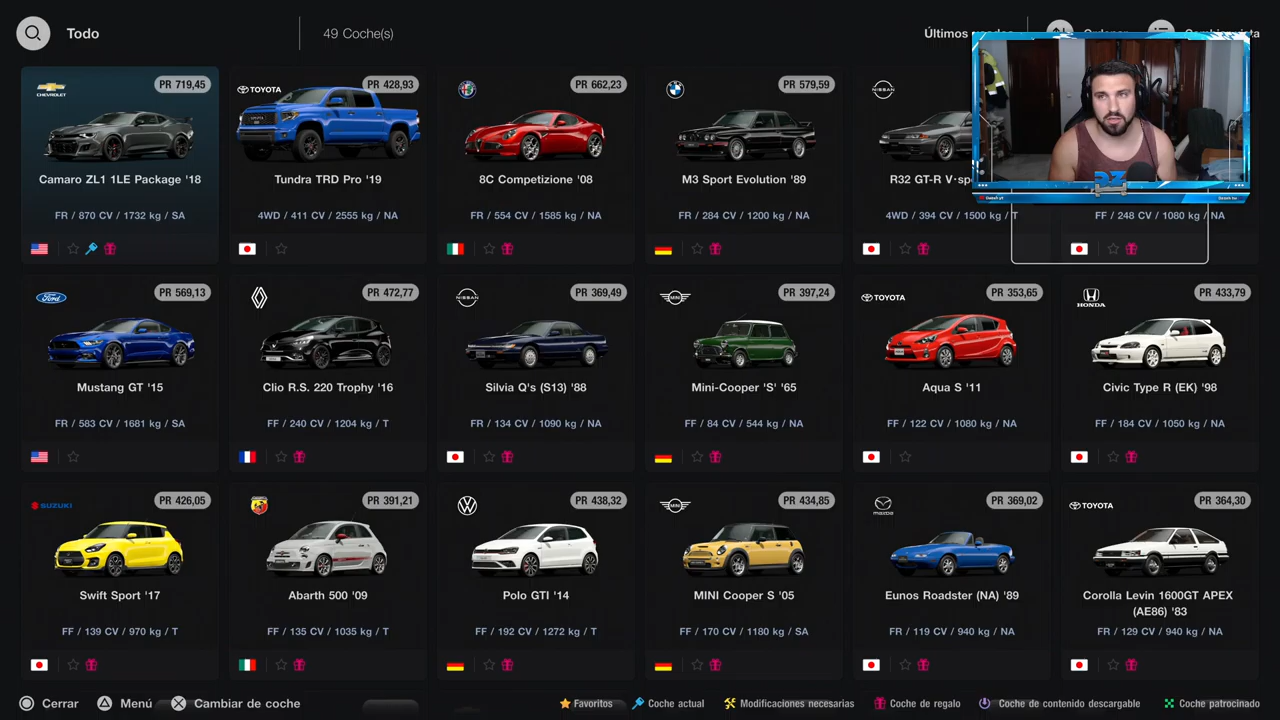 Todo
49 Coche(s)
Últimos
CHEVROLET
PR 719,45
Camaro ZL1 1LE Package '18
FR / 870 CV / 1732 kg / SA
TOYOTA
PR 428,93
Tundra TRD Pro '19
4WD / 411 CV / 2555 kg / NA
PR 662,23
8C Competizione '08
FR / 554 CV / 1585 kg / NA
PR 579,59
M3 Sport Evolution '89
FR / 284 CV / 1200 kg / NA
NISSAN
R32 GT-R V·sp
4WD / 394 CV / 1500 kg / T
FF / 248 CV / 1080 kg / NA
Ford
PR 569,13
Mustang GT '15
FR / 583 CV / 1681 kg / SA
PR 472,77
Clio R.S. 220 Trophy '16
FF / 240 CV / 1204 kg / T
NISSAN
PR 369,49
Silvia Q's (S13) '88
FR / 134 CV / 1090 kg / NA
MINI
PR 397,24
Mini-Cooper 'S' '65
FF / 84 CV / 544 kg / NA
TOYOTA
PR 353,65
Aqua S '11
FF / 122 CV / 1080 kg / NA
HONDA
PR 433,79
Civic Type R (EK) '98
FF / 184 CV / 1050 kg / NA
SUZUKI
PR 426,05
Swift Sport '17
FF / 139 CV / 970 kg / T
PR 391,21
Abarth 500 '09
FF / 135 CV / 1035 kg / T
PR 438,32
Polo GTI '14
FF / 192 CV / 1272 kg / T
MINI
PR 434,85
MINI Cooper S '05
FF / 170 CV / 1180 kg / SA
mazda
PR 369,02
Eunos Roadster (NA) '89
FR / 119 CV / 940 kg / NA
TOYOTA
PR 364,30
Corolla Levin 1600GT APEX
(AE86) '83
FR / 129 CV / 940 kg / NA
Cerrar
Menú
Cambiar de coche
Favoritos
Coche actual
Modificaciones necesarias
Coche de regalo
Coche de contenido descargable
Coche patrocinado